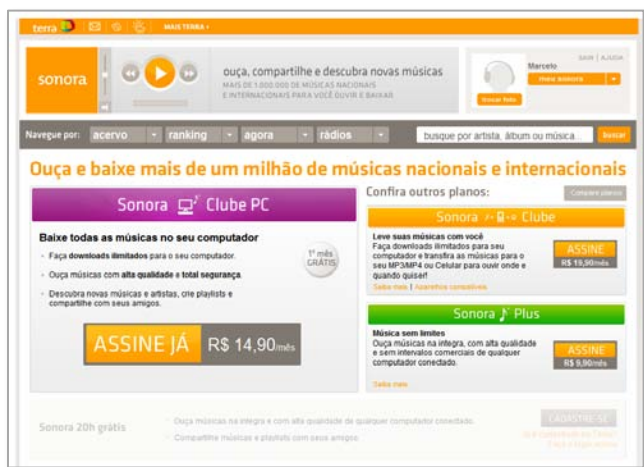 terra
MAIS TERRA
sonora
ouça, compartilhe e descubra novas músicas
MAIS DE 1.000.000 DE MÚSICAS NACIONAIS
E INTERNACIONAIS PARA VOCÊ OUVIR E BAIXAR
SAIR | AJUDA
Marcelo
meu sonora
trocar foto
Navegue por: acervo ranking agora rádios busque por artista, álbum ou música... buscar
Ouça e baixe mais de um milhão de músicas nacionais e internacionais
Sonora Clube PC
Baixe todas as músicas no seu computador
· Faça downloads ilimitados para o seu computador.
· Ouça músicas com alta qualidade e total segurança.
· Descubra novas músicas e artistas, crie playlists e
compartilhe com seus amigos.
1º mês
GRÁTIS
ASSINE JÁ R$ 14,90/mês
Confira outros planos:
Compare planos
Sonora Clube
Leve suas músicas com você
Faça downloads ilimitados para seu
computador e transfira as músicas para o
seu MP3/MP4 ou Celular para ouvir onde e
quando quiser!
Saiba mais | Aparelhos compatíveis
ASSINE
R$ 19,90/mês
Sonora Plus
Música sem limites
Ouça músicas na íntegra, com alta qualidade
e sem intervalos comerciais de qualquer
computador conectado.
Saiba mais
ASSINE
R$ 9,90/mês
Sonora 20h grátis
· Ouça músicas na íntegra e com alta qualidade de qualquer computador conectado.
· Compartilhe músicas e playlists com seus amigos.
CADASTRE-SE